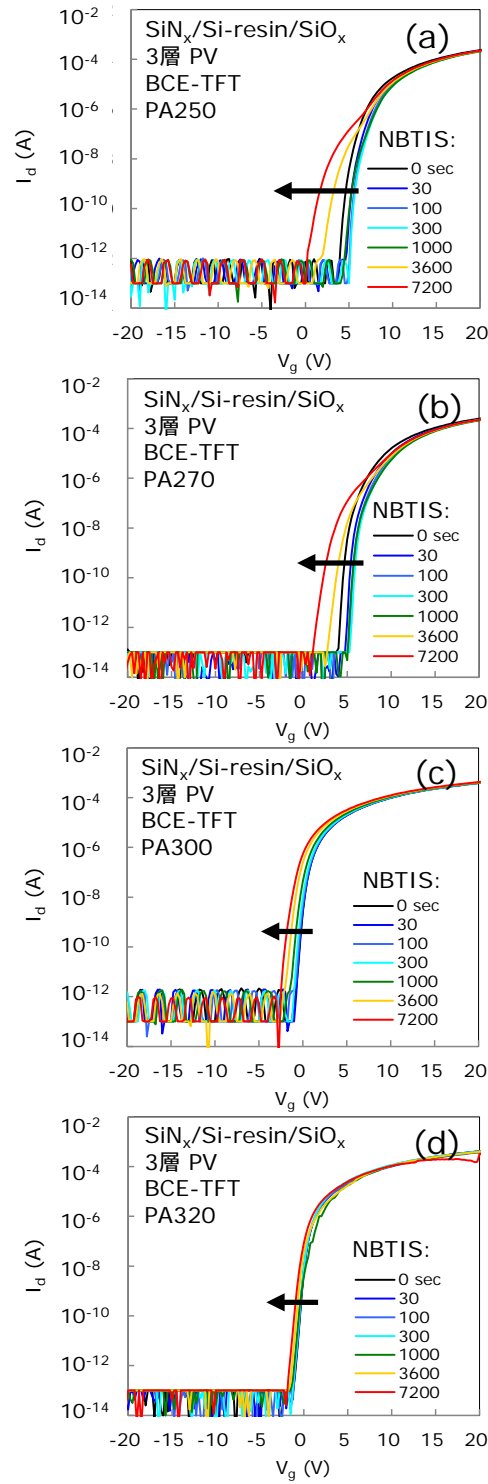 SiNx/Si-resin/SiOx
(a)
3層 PV
BCE-TFT
PA250
NBTIS:
0 sec
30
100
300
1000
3600
7200
Id (A)
10-2
10-4
10-6
10-8
10-10
10-12
10-14
-20 -15 -10 -5 0 5 10 15 20
Vg (V)
SiNx/Si-resin/SiOx
(b)
3層 PV
BCE-TFT
PA270
NBTIS:
0 sec
30
100
300
1000
3600
7200
Id (A)
10-2
10-4
10-6
10-8
10-10
10-12
10-14
-20 -15 -10 -5 0 5 10 15 20
Vg (V)
SiNx/Si-resin/SiOx
(c)
3層 PV
BCE-TFT
PA300
NBTIS:
0 sec
30
100
300
1000
3600
7200
Id (A)
10-2
10-4
10-6
10-8
10-10
10-12
10-14
-20 -15 -10 -5 0 5 10 15 20
Vg (V)
SiNx/Si-resin/SiOx
(d)
3層 PV
BCE-TFT
PA320
NBTIS:
0 sec
30
100
300
1000
3600
7200
Id (A)
10-2
10-4
10-6
10-8
10-10
10-12
10-14
-20 -15 -10 -5 0 5 10 15 20
Vg (V)